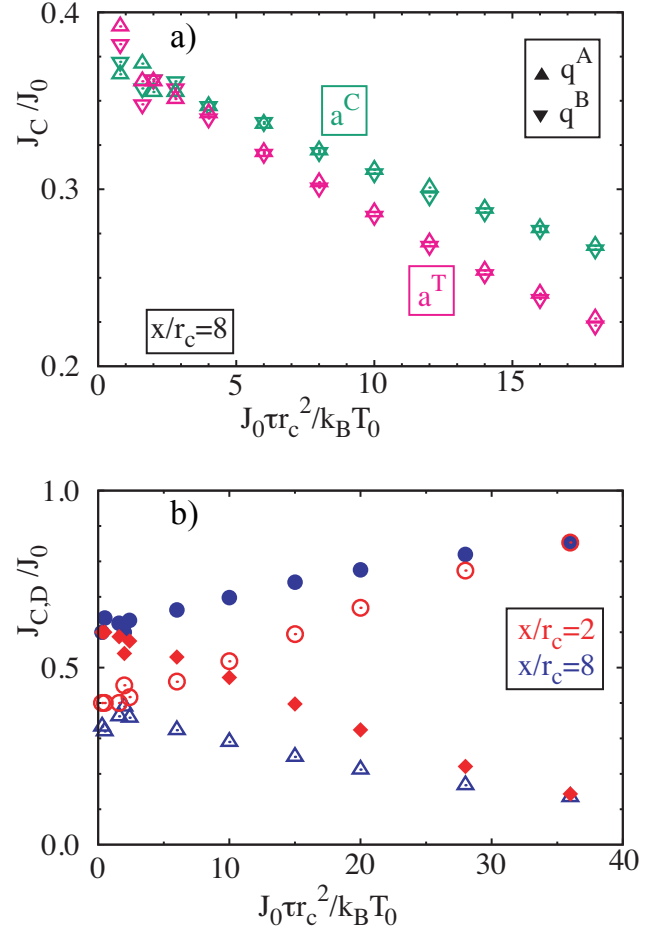 a)
0.4
0.3
0.2
J_C/J_0
a^C
a^T
▲ q^A
▼ q^B
x/r_c=8
0 5 10 15
J_0τr_c^2/k_BT_0
b)
1.0
0.5
0.0
J_{C,D}/J_0
x/r_c=2
x/r_c=8
0 10 20 30 40
J_0τr_c^2/k_BT_0